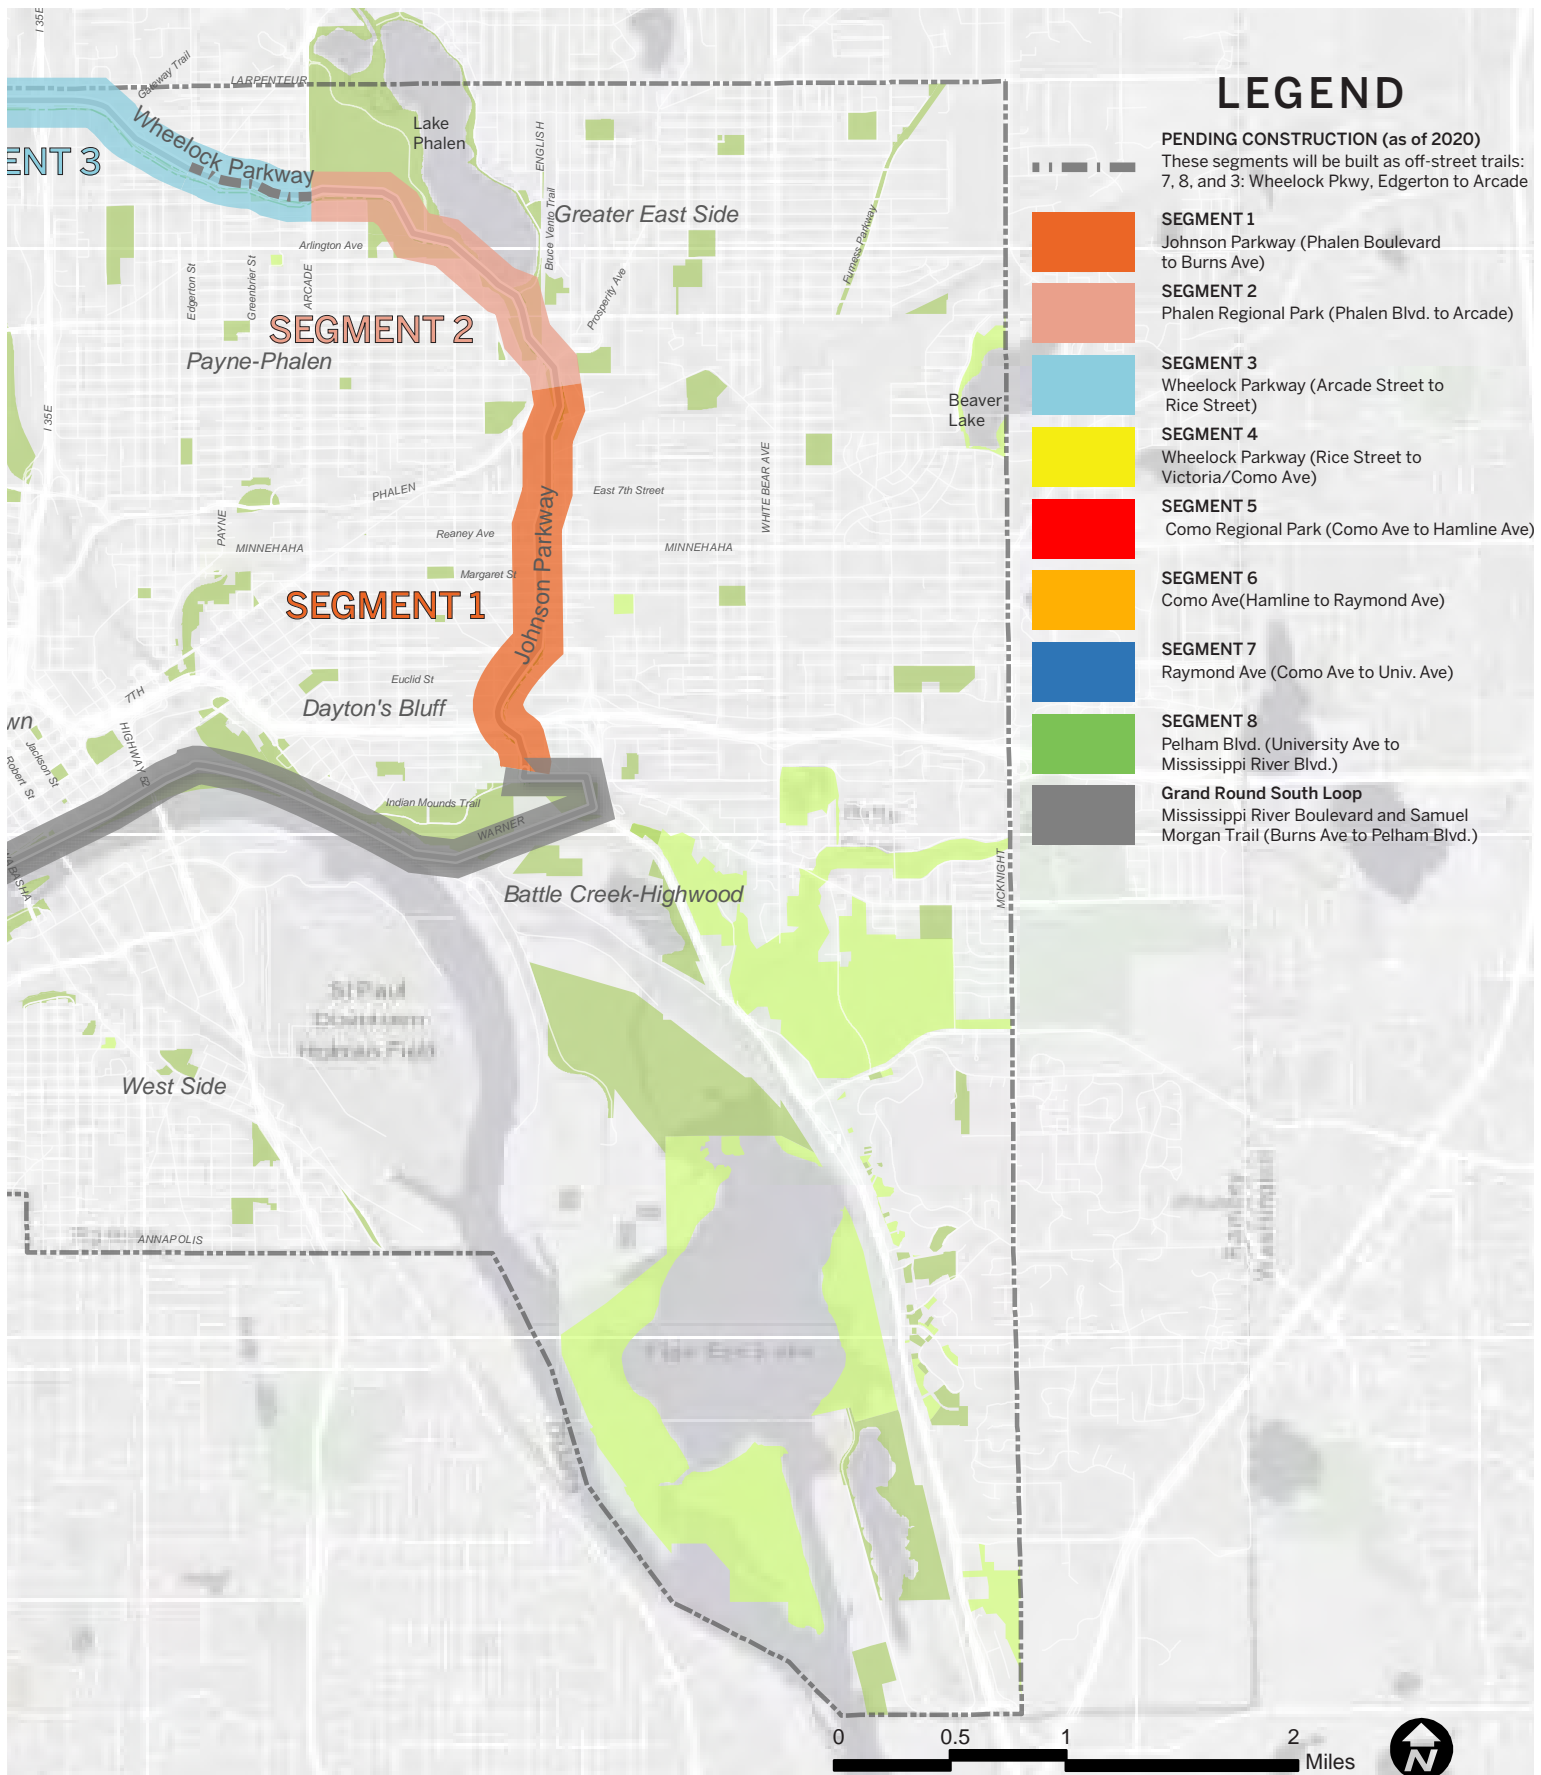 I 35E
Gateway Trail
LARPENTEUR
Wheelock Parkway
ENT 3
Lake
Phalen
ENGLISH
Bruce Vento Trail
Greater East Side
Furness Parkway
Arlington Ave
Edgerton St
Greenbrier St
ARCADE
Prosperity Ave
SEGMENT 2
Payne-Phalen
I 35E
Beaver
Lake
PHALEN
East 7th Street
WHITE BEAR AVE
PAYNE
Reaney Ave
MINNEHAHA
MINNEHAHA
Margaret St
Johnson Parkway
SEGMENT 1
Euclid St
7TH
Dayton's Bluff
wn
HIGHWAY 52
Jackson St
Robert St
Indian Mounds Trail
WARNER
MCKNIGHT
Battle Creek-Highwood
St Paul
Downtown
Holman Field
West Side
ANNAPOLIS
LEGEND
PENDING CONSTRUCTION (as of 2020)
These segments will be built as off-street trails:
7, 8, and 3: Wheelock Pkwy, Edgerton to Arcade
SEGMENT 1
Johnson Parkway (Phalen Boulevard
to Burns Ave)
SEGMENT 2
Phalen Regional Park (Phalen Blvd. to Arcade)
SEGMENT 3
Wheelock Parkway (Arcade Street to
Rice Street)
SEGMENT 4
Wheelock Parkway (Rice Street to
Victoria/Como Ave)
SEGMENT 5
Como Regional Park (Como Ave to Hamline Ave)
SEGMENT 6
Como Ave(Hamline to Raymond Ave)
SEGMENT 7
Raymond Ave (Como Ave to Univ. Ave)
SEGMENT 8
Pelham Blvd. (University Ave to
Mississippi River Blvd.)
Grand Round South Loop
Mississippi River Boulevard and Samuel
Morgan Trail (Burns Ave to Pelham Blvd.)
0 0.5 1 2
Miles
N